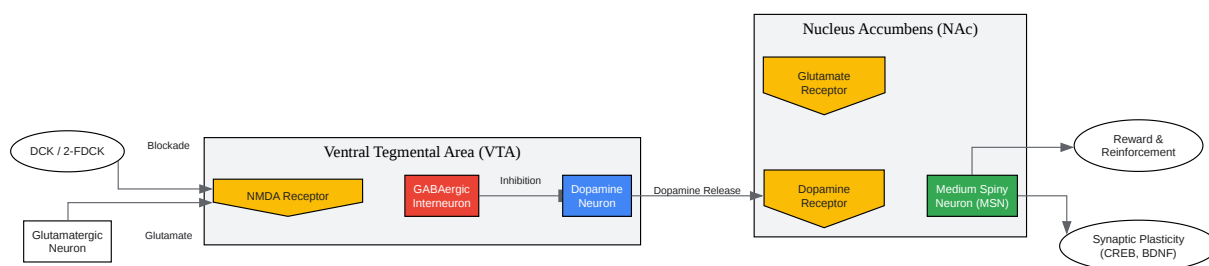 Nucleus Accumbens (NAc)
Glutamate
Receptor
DCK / 2-FDCK
Blockade
Ventral Tegmental Area (VTA)
Reward &
Reinforcement
NMDA Receptor
GABAergic
Interneuron
Inhibition
Dopamine
Neuron
Dopamine Release
Dopamine
Receptor
Medium Spiny
Neuron (MSN)
Glutamatergic
Neuron
Glutamate
Synaptic Plasticity
(CREB, BDNF)